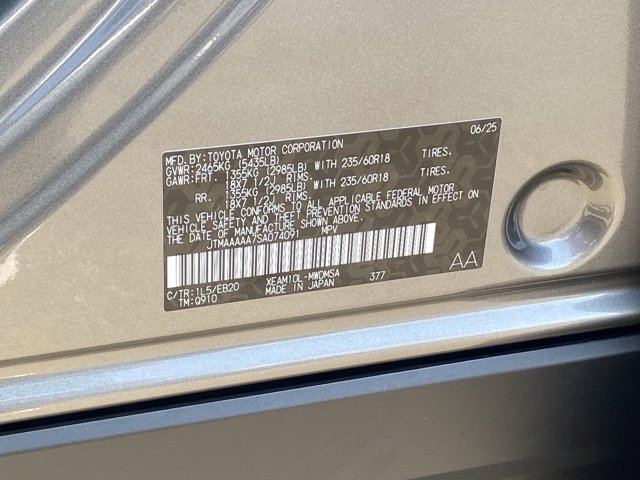 06/25
MFD.BY:TOYOTA MOTOR CORPORATION
GVWR:2465KG (5435LB)
GAWR:FRT. 1355KG (2985LB) WITH 235/60R18 TIRES.
18X7 1/2J RIMS.
RR. 1355KG (2985LB) WITH 235/60R18 TIRES.
18X7 1/2J RIMS.
THIS VEHICLE CONFORMS TO ALL APPLICABLE FEDERAL MOTOR
VEHICLE SAFETY AND THEFT PREVENTION STANDARDS IN EFFECT ON
THE DATE OF MANUFACTURE SHOWN ABOVE.
JTMAAAAA7SA074091 MPV
C/TR:1L5/EB20 XEAM10L-MWDMSA AA
TM:Q910 MADE IN JAPAN 377